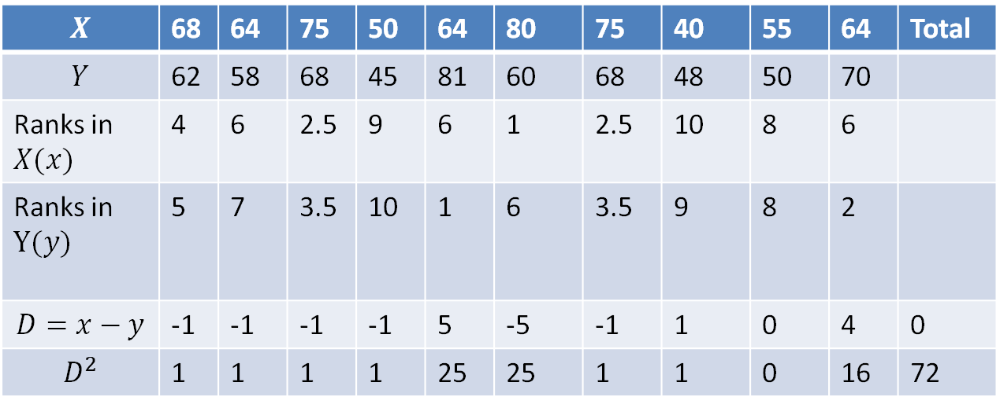 X 68 64 75 50 64 80 75 40 55 64 Total
Y 62 58 68 45 81 60 68 48 50 70
Ranks in 4 6 2.5 9 6 1 2.5 10 8 6
X(x)
Ranks in 5 7 3.5 10 1 6 3.5 9 8 2
Y(y)
D = x − y -1 -1 -1 -1 5 -5 -1 1 0 4 0
D² 1 1 1 1 25 25 1 1 0 16 72